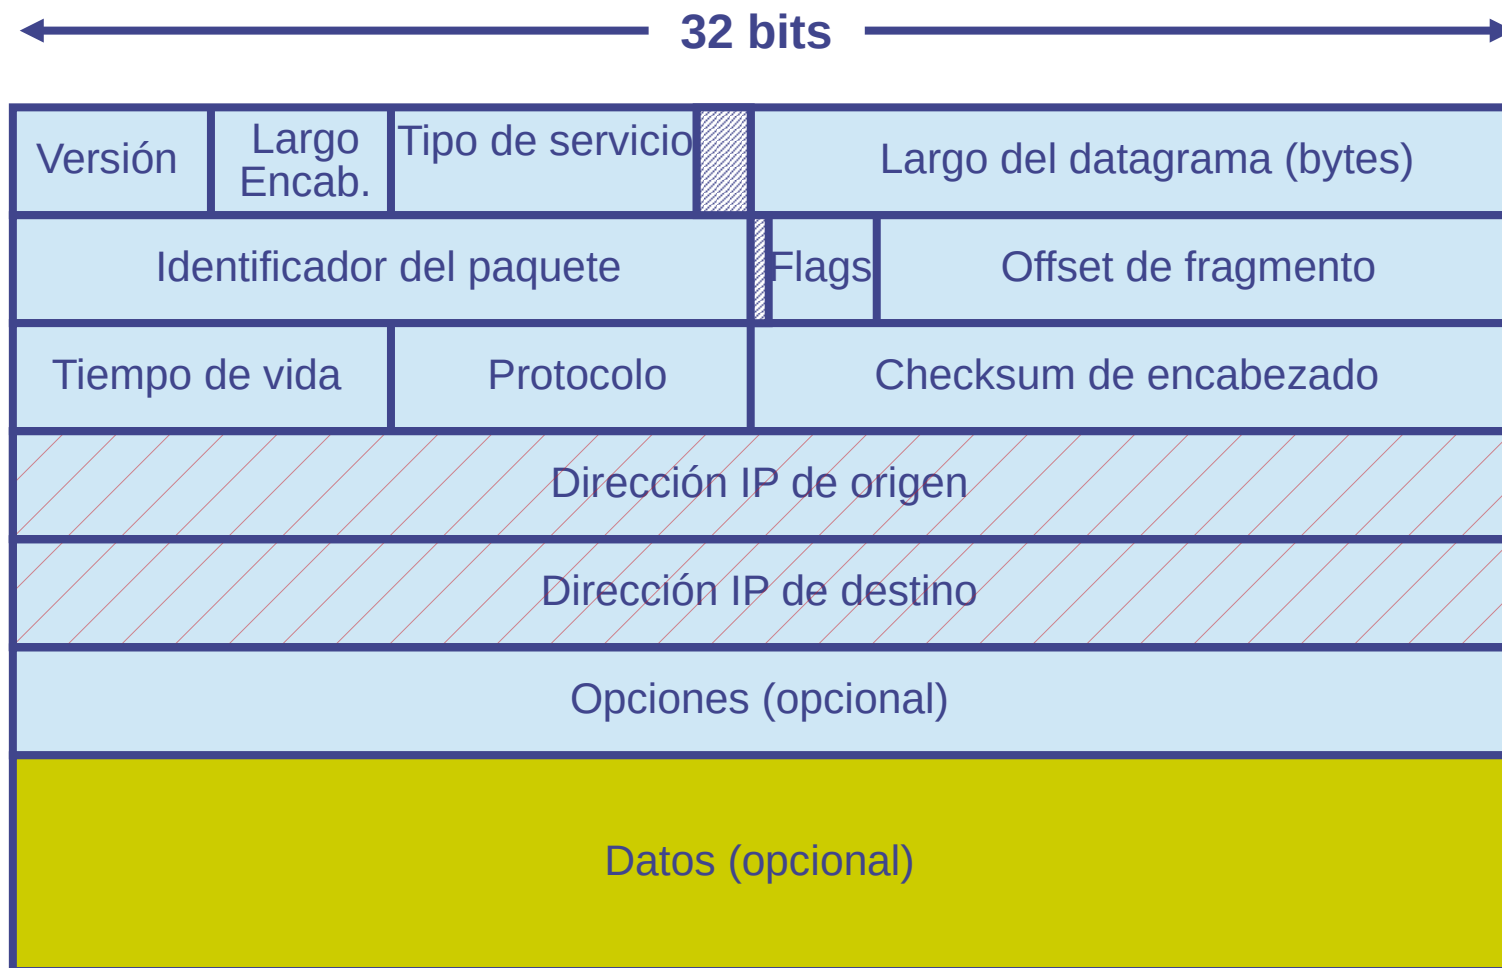 32 bits
Versión
Largo
Encab.
Tipo de servicio
Largo del datagrama (bytes)
Identificador del paquete
Flags
Offset de fragmento
Tiempo de vida
Protocolo
Checksum de encabezado
Dirección IP de origen
Dirección IP de destino
Opciones (opcional)
Datos (opcional)